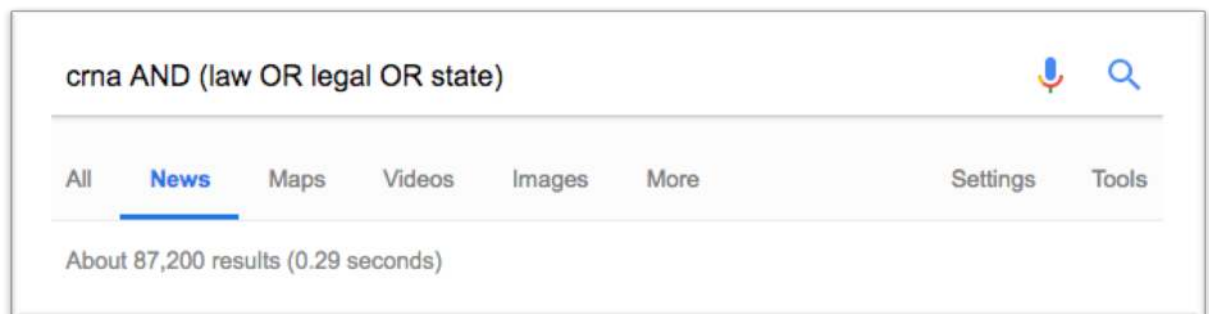 crna AND (law OR legal OR state)
All News Maps Videos Images More Settings Tools
About 87,200 results (0.29 seconds)